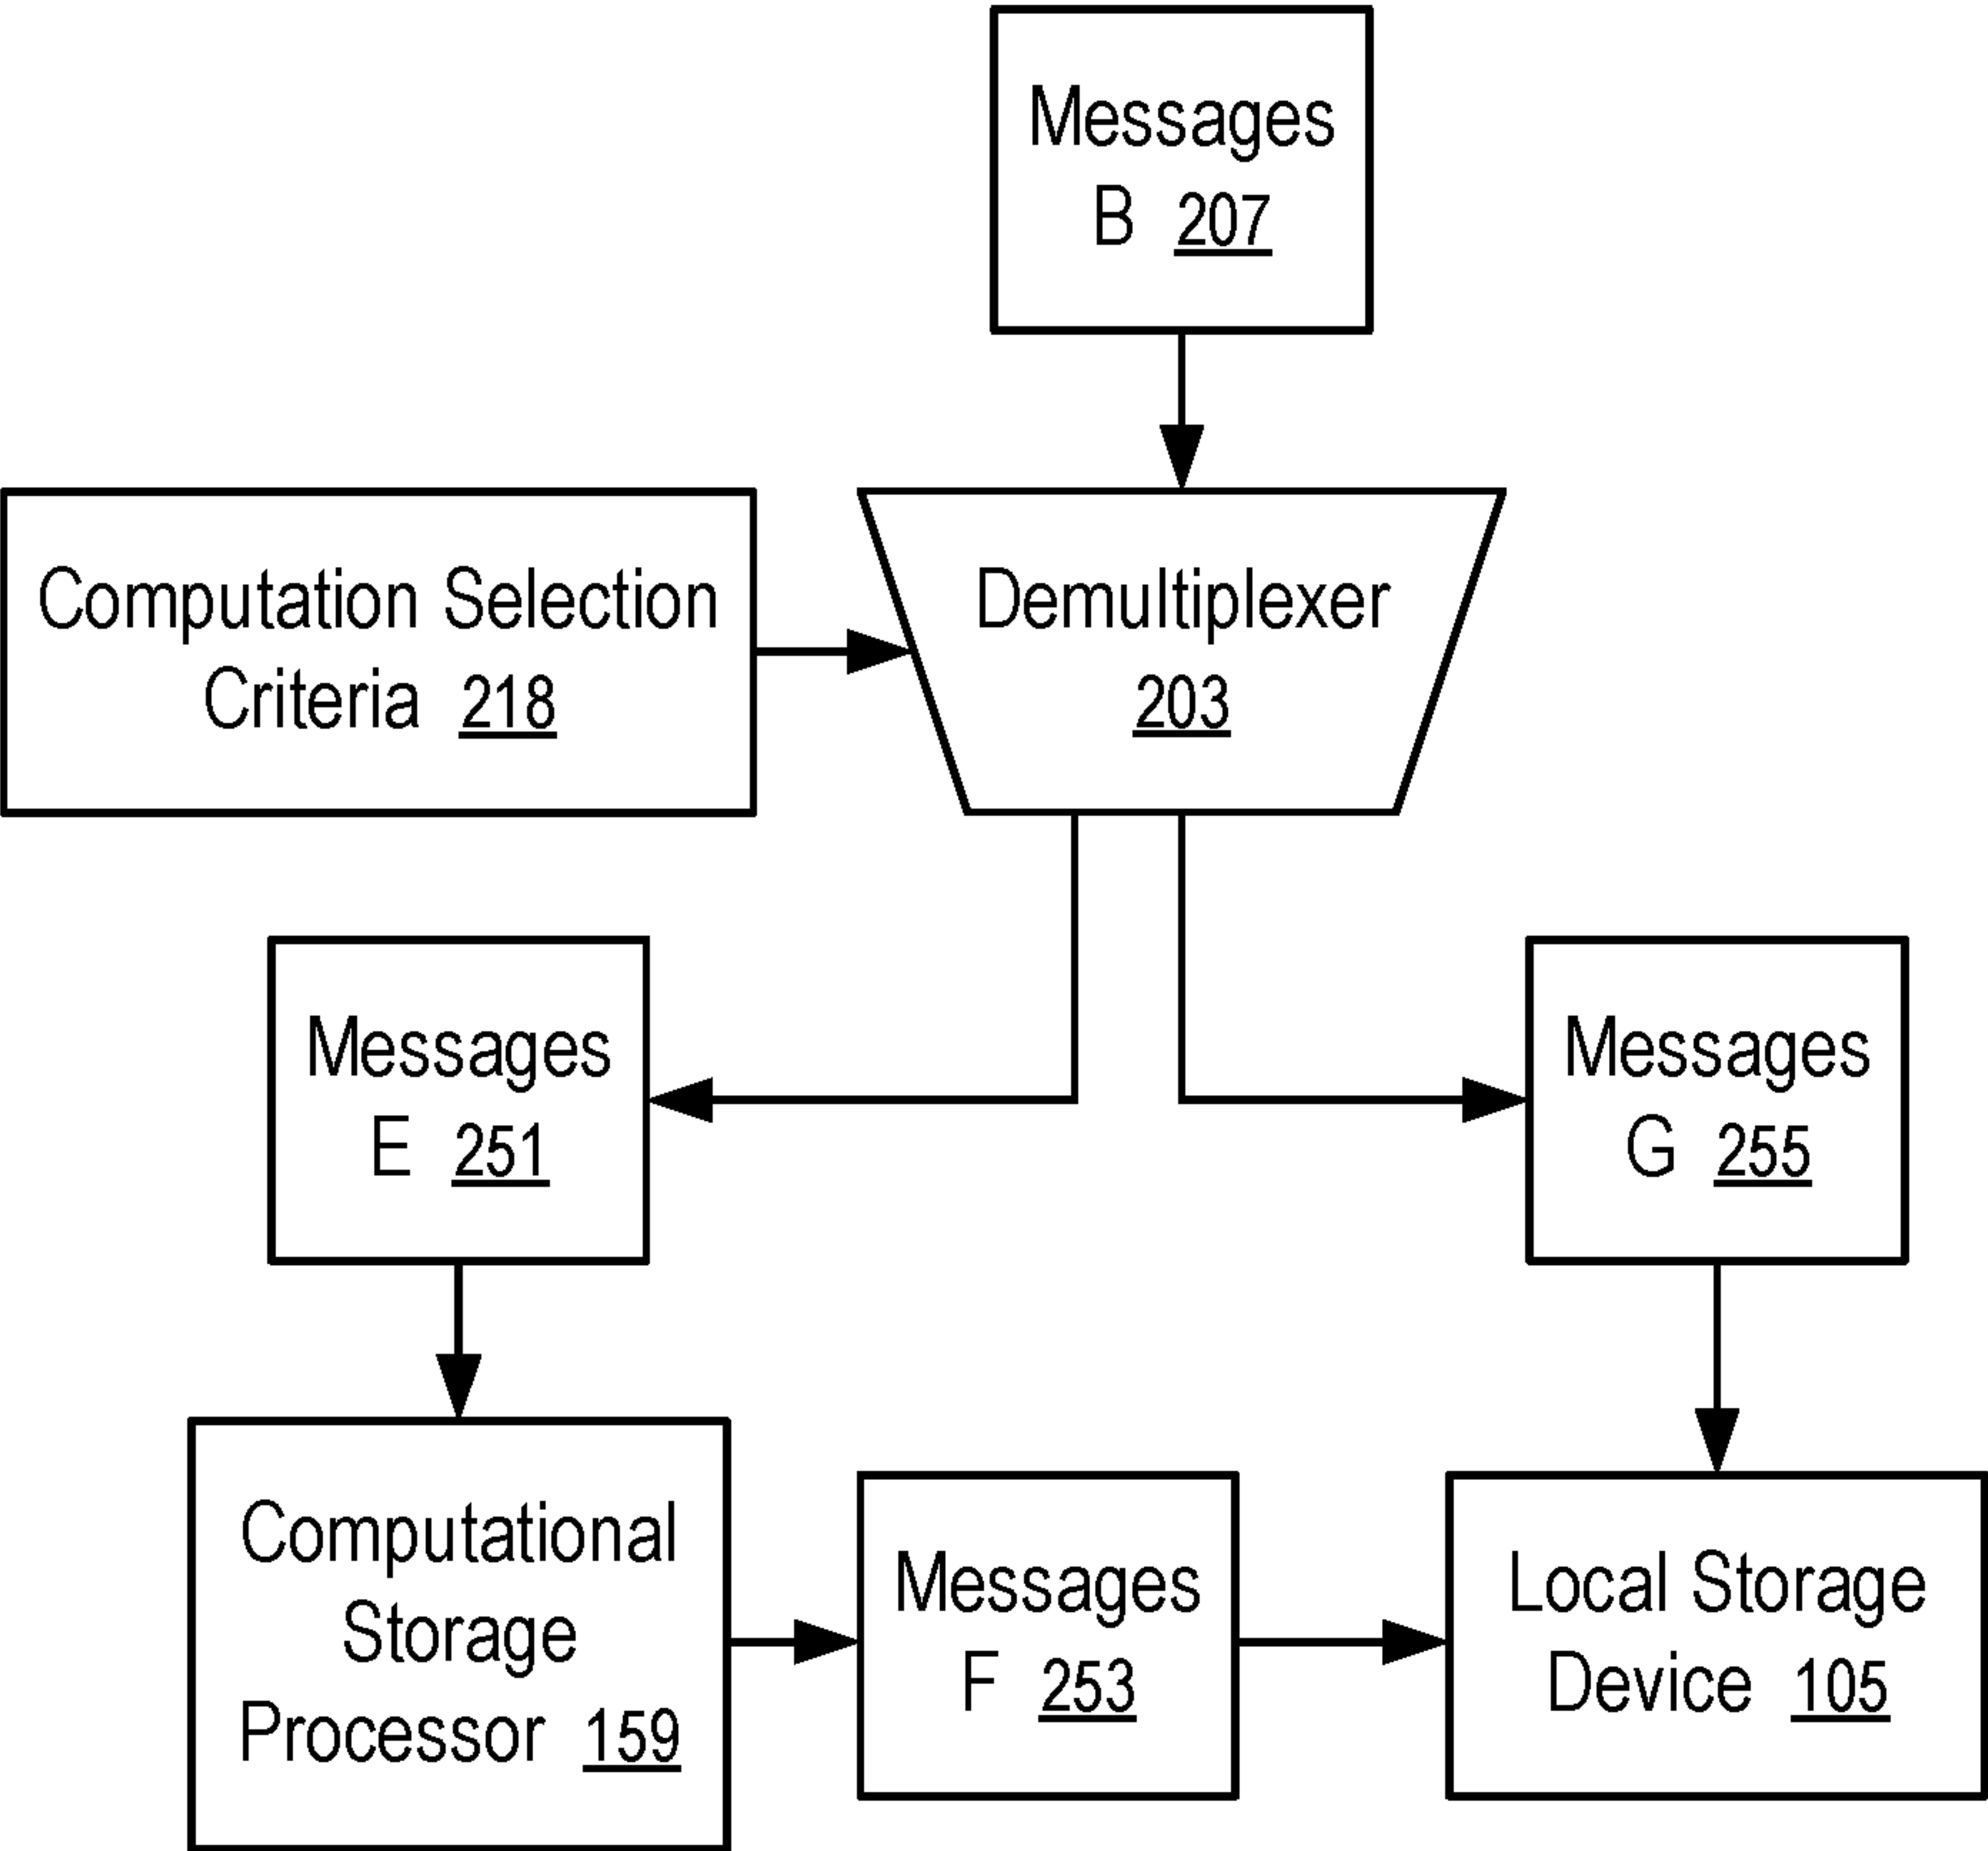 Messages
B 207
Computation Selection
Criteria 218
Demultiplexer
203
Messages
E 251
Messages
G 255
Computational
Storage
Processor 159
Messages
F 253
Local Storage
Device 105